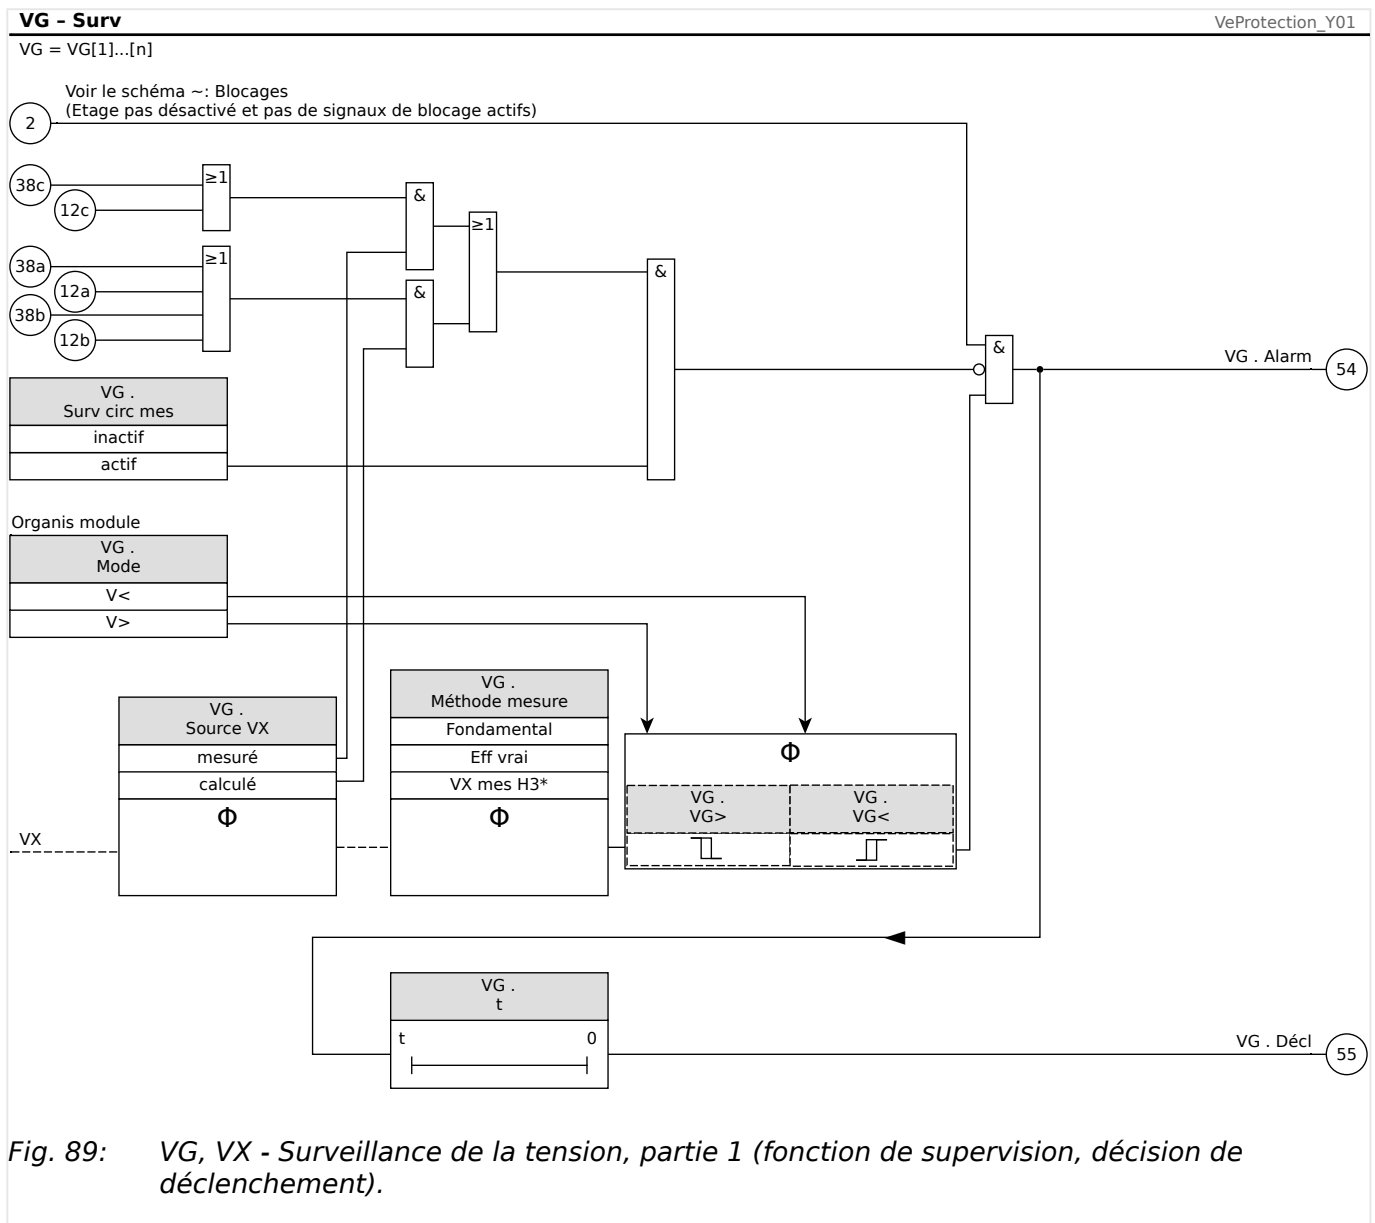 VG – Surv
VeProtection_Y01
VG = VG[1]...[n]
Voir le schéma ~: Blocages
(Etage pas désactivé et pas de signaux de blocage actifs)
2
38c
12c
≥1
&
≥1
38a
12a
38b
12b
≥1
&
&
VG .
Surv circ mes
inactif
actif
&
VG . Alarm
54
Organis module
VG .
Mode
V<
V>
VG .
Source VX
mesuré
calculé
Φ
VX
VG .
Méthode mesure
Fondamental
Eff vrai
VX mes H3*
Φ
Φ
VG .
VG>
VG .
VG<
VG .
t
t
0
VG . Décl
55
Fig. 89: VG, VX - Surveillance de la tension, partie 1 (fonction de supervision, décision de
déclenchement).